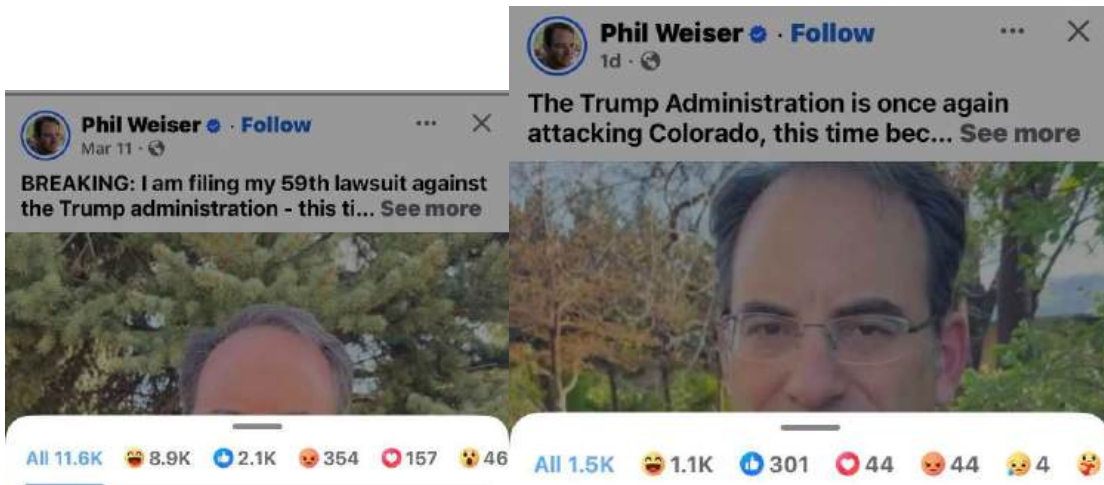 Phil Weiser · Follow
Mar 11 ·
BREAKING: I am filing my 59th lawsuit against
the Trump administration - this ti... See more
All 11.6K 8.9K 2.1K 354 157 46
Phil Weiser · Follow
1d ·
The Trump Administration is once again
attacking Colorado, this time bec... See more
All 1.5K 1.1K 301 44 44 4